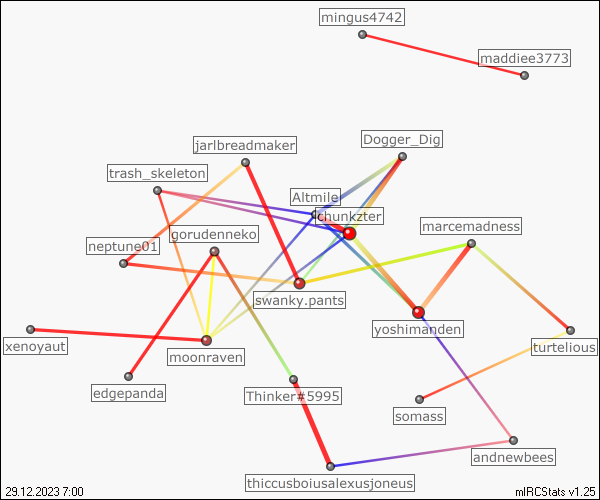 mingus4742
maddiee3773
Dogger_Dig
jarlbreadmaker
trash_skeleton
Altmile
chunkzter
marcemadness
gorudenneko
neptune01
swanky.pants
yoshimanden
xenoyaut
moonraven
turtelious
edgepanda
Thinker#5995
somass
andnewbees
thiccusboiusalexusjoneus
29.12.2023 7:00
mIRCStats v1.25